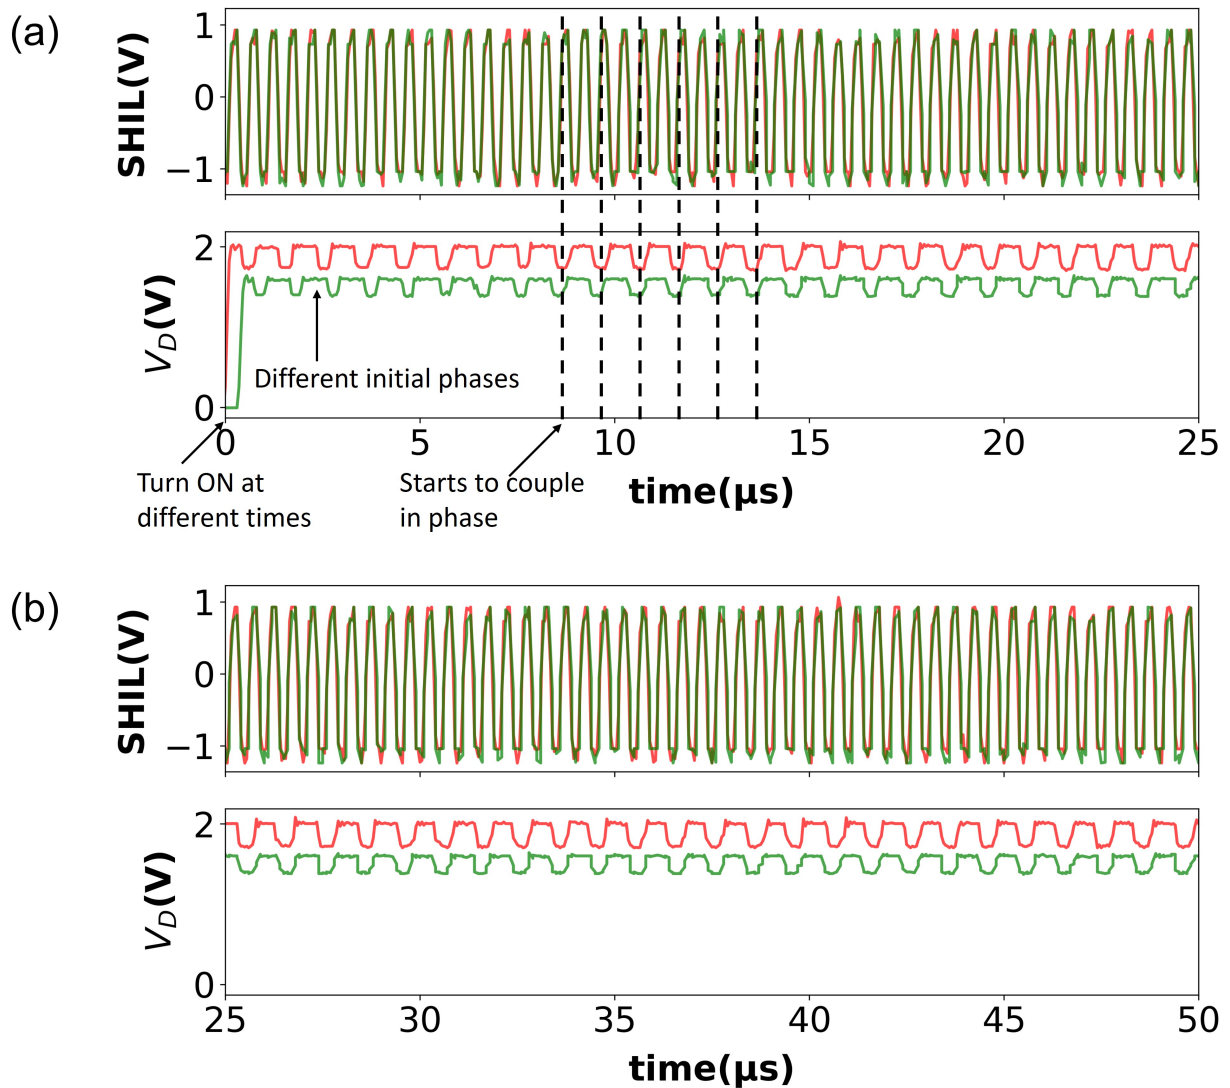 (a)
SHIL(V)
1
0
−1
V_D(V)
2
0
Different initial phases
0 5 10 15 20 25
Turn ON at
different times
Starts to couple
in phase
time(μs)
(b)
SHIL(V)
1
0
−1
V_D(V)
2
0
25 30 35 40 45 50
time(μs)